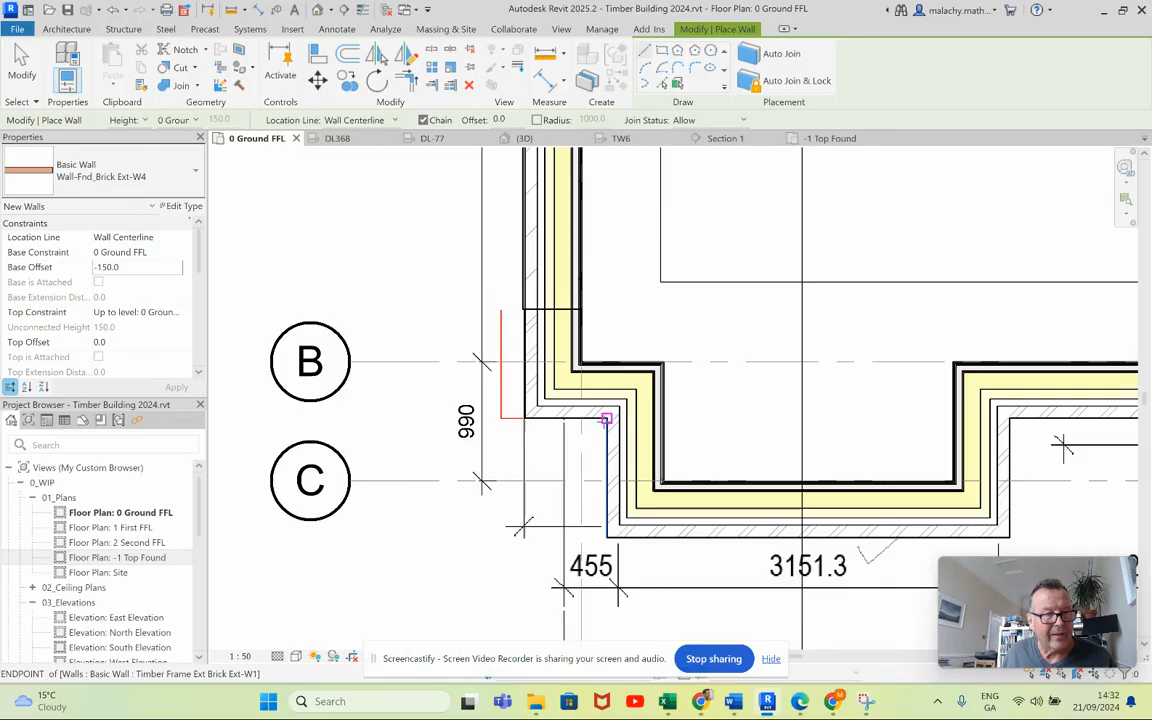 Autodesk Revit 2025.2 - Timber Building 2024.rvt - Floor Plan: 0 Ground FFL
malachy.math...
File Architecture Structure Steel Precast Systems Insert Annotate Analyze Massing & Site Collaborate View Manage Add Ins Modify | Place Wall
Modify
Notch
Cut
Join
Activate
Auto Join
Auto Join & Lock
Select Properties Clipboard Geometry Controls Modify View Measure Create Draw Placement
Modify | Place Wall Height: 0 Grour 150.0 Location Line: Wall Centerline Chain Offset: 0.0 Radius: 1000.0 Join Status: Allow
Properties
0 Ground FFL DL368 DL-77 (3D) TW6 Section 1 -1 Top Found
Basic Wall
Wall-Fnd_Brick Ext-W4
New Walls Edit Type
Constraints
Location Line Wall Centerline
Base Constraint 0 Ground FFL
Base Offset -150.0
Base is Attached
Base Extension Dist... 0.0
Top Constraint Up to level: 0 Groun...
Unconnected Height 150.0
Top Offset 0.0
Top is Attached
Top Extension Dista... 0.0
Apply
Project Browser - Timber Building 2024.rvt
Search
Views (My Custom Browser)
0_WIP
01_Plans
Floor Plan: 0 Ground FFL
Floor Plan: 1 First FFL
Floor Plan: 2 Second FFL
Floor Plan: -1 Top Found
Floor Plan: Site
02_Ceiling Plans
03_Elevations
Elevation: East Elevation
Elevation: North Elevation
Elevation: South Elevation
Elevation: West Elevation
B
990
C
455 3151.3
1 : 50
Screencastify - Screen Video Recorder is sharing your screen and audio. Stop sharing Hide
ENDPOINT of [Walls : Basic Wall : Timber Frame Ext Brick Ext-W1]
:0
15°C
Cloudy
Search
ENG
GA
14:32
21/09/2024